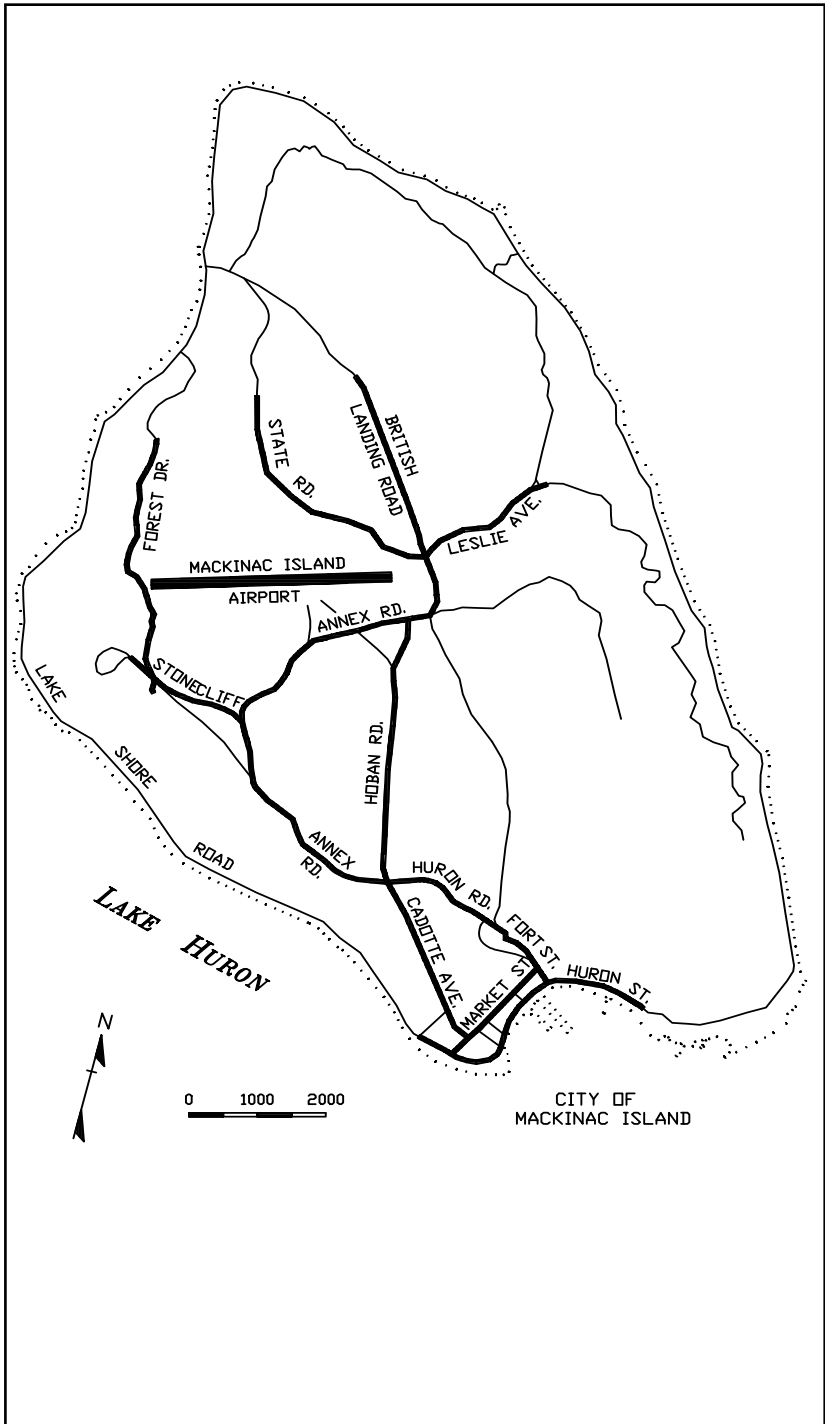 BRITISH
LANDING ROAD
STATE RD.
FOREST DR.
LESLIE AVE.
MACKINAC ISLAND
AIRPORT
ANNEX RD.
STONECLIFF
LAKE SHORE ROAD
HOBAN RD.
ANNEX
RD.
HURON RD.
FORT ST.
CADOTTE AVE.
MARKET ST.
HURON ST.
LAKE HURON
N
0 1000 2000
CITY OF
MACKINAC ISLAND